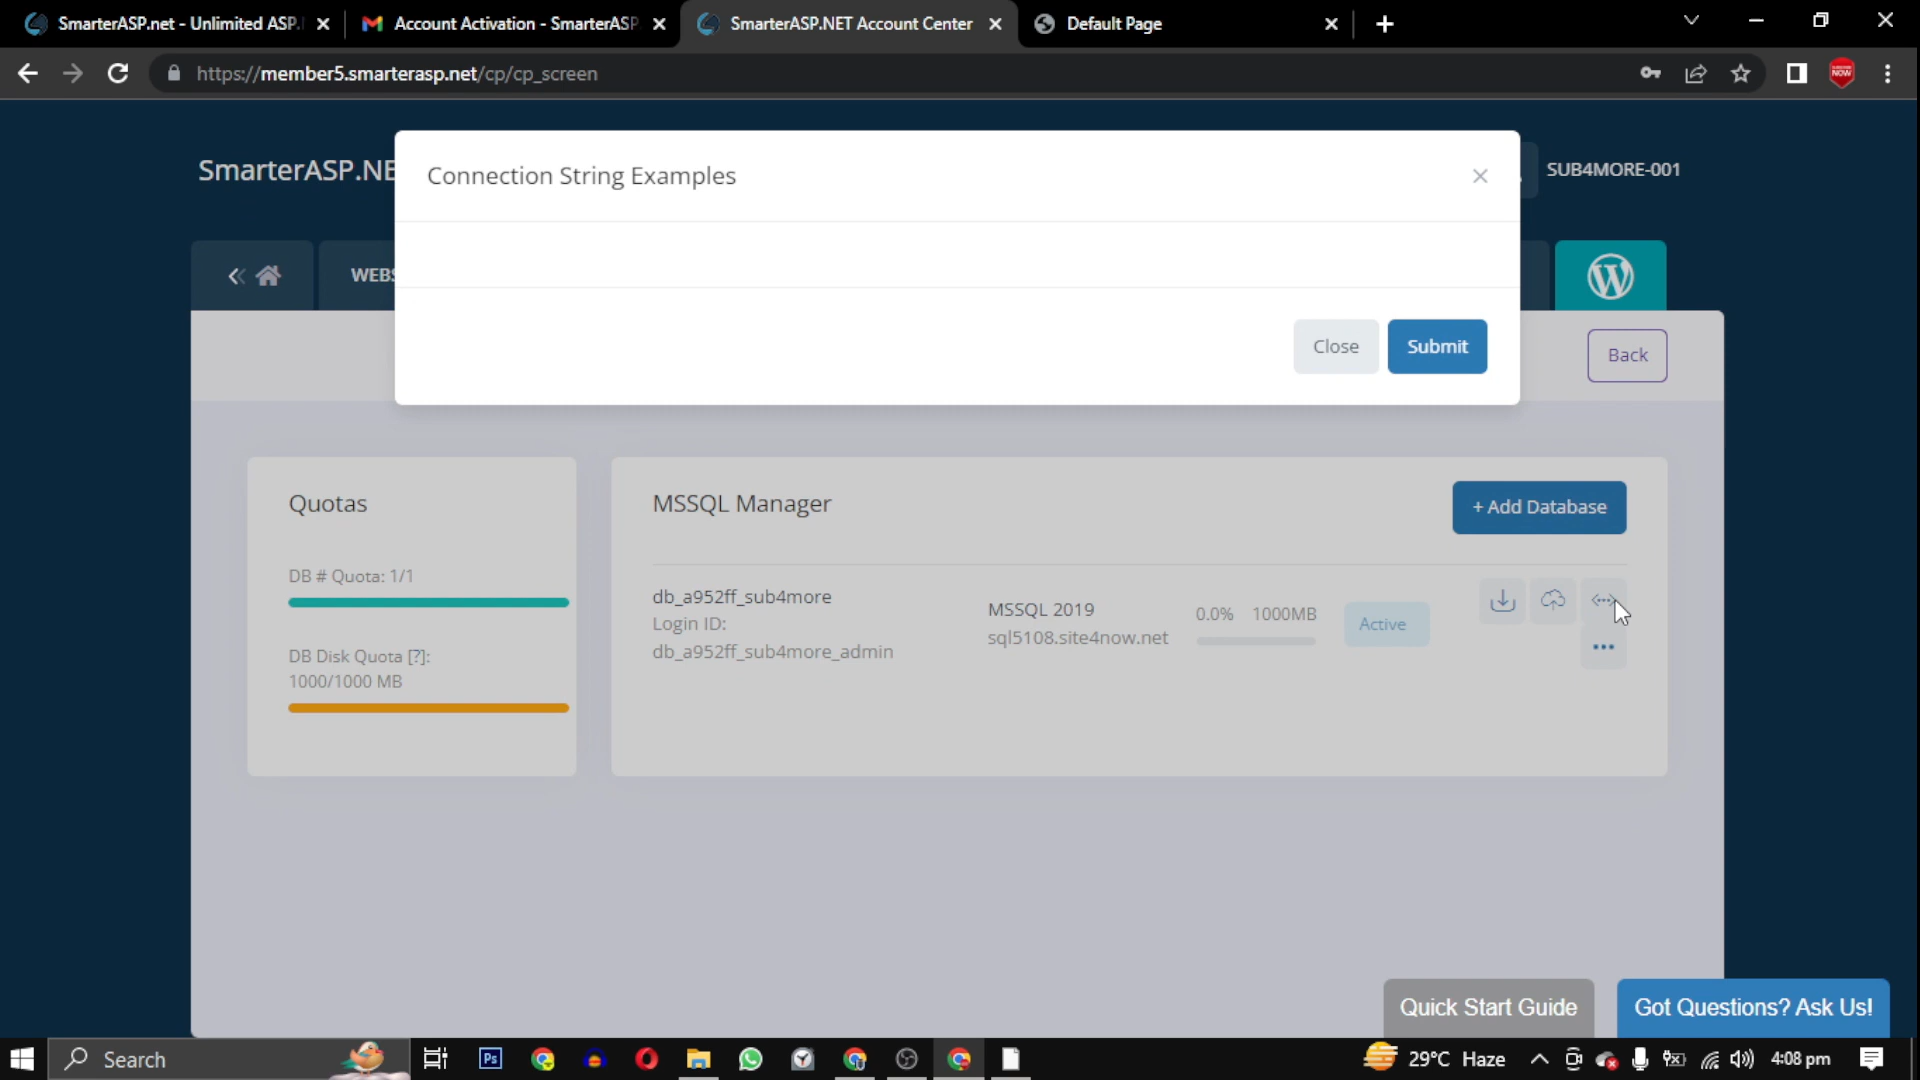 SmarterASP.net - Unlimited ASP.
Account Activation - SmarterASP
SmarterASP.NET Account Center
Default Page
https://member5.smarterasp.net/cp/cp_screen
SmarterASP.NE
SUB4MORE-001
Connection String Examples
WEBS
Close
Submit
Back
Quotas
DB # Quota: 1/1
DB Disk Quota [?]:
1000/1000 MB
MSSQL Manager
+ Add Database
db_a952ff_sub4more
Login ID:
db_a952ff_sub4more_admin
MSSQL 2019
sql5108.site4now.net
0.0% 1000MB
Active
Quick Start Guide
Got Questions? Ask Us!
Search
Ps
29°C Haze
4:08 pm